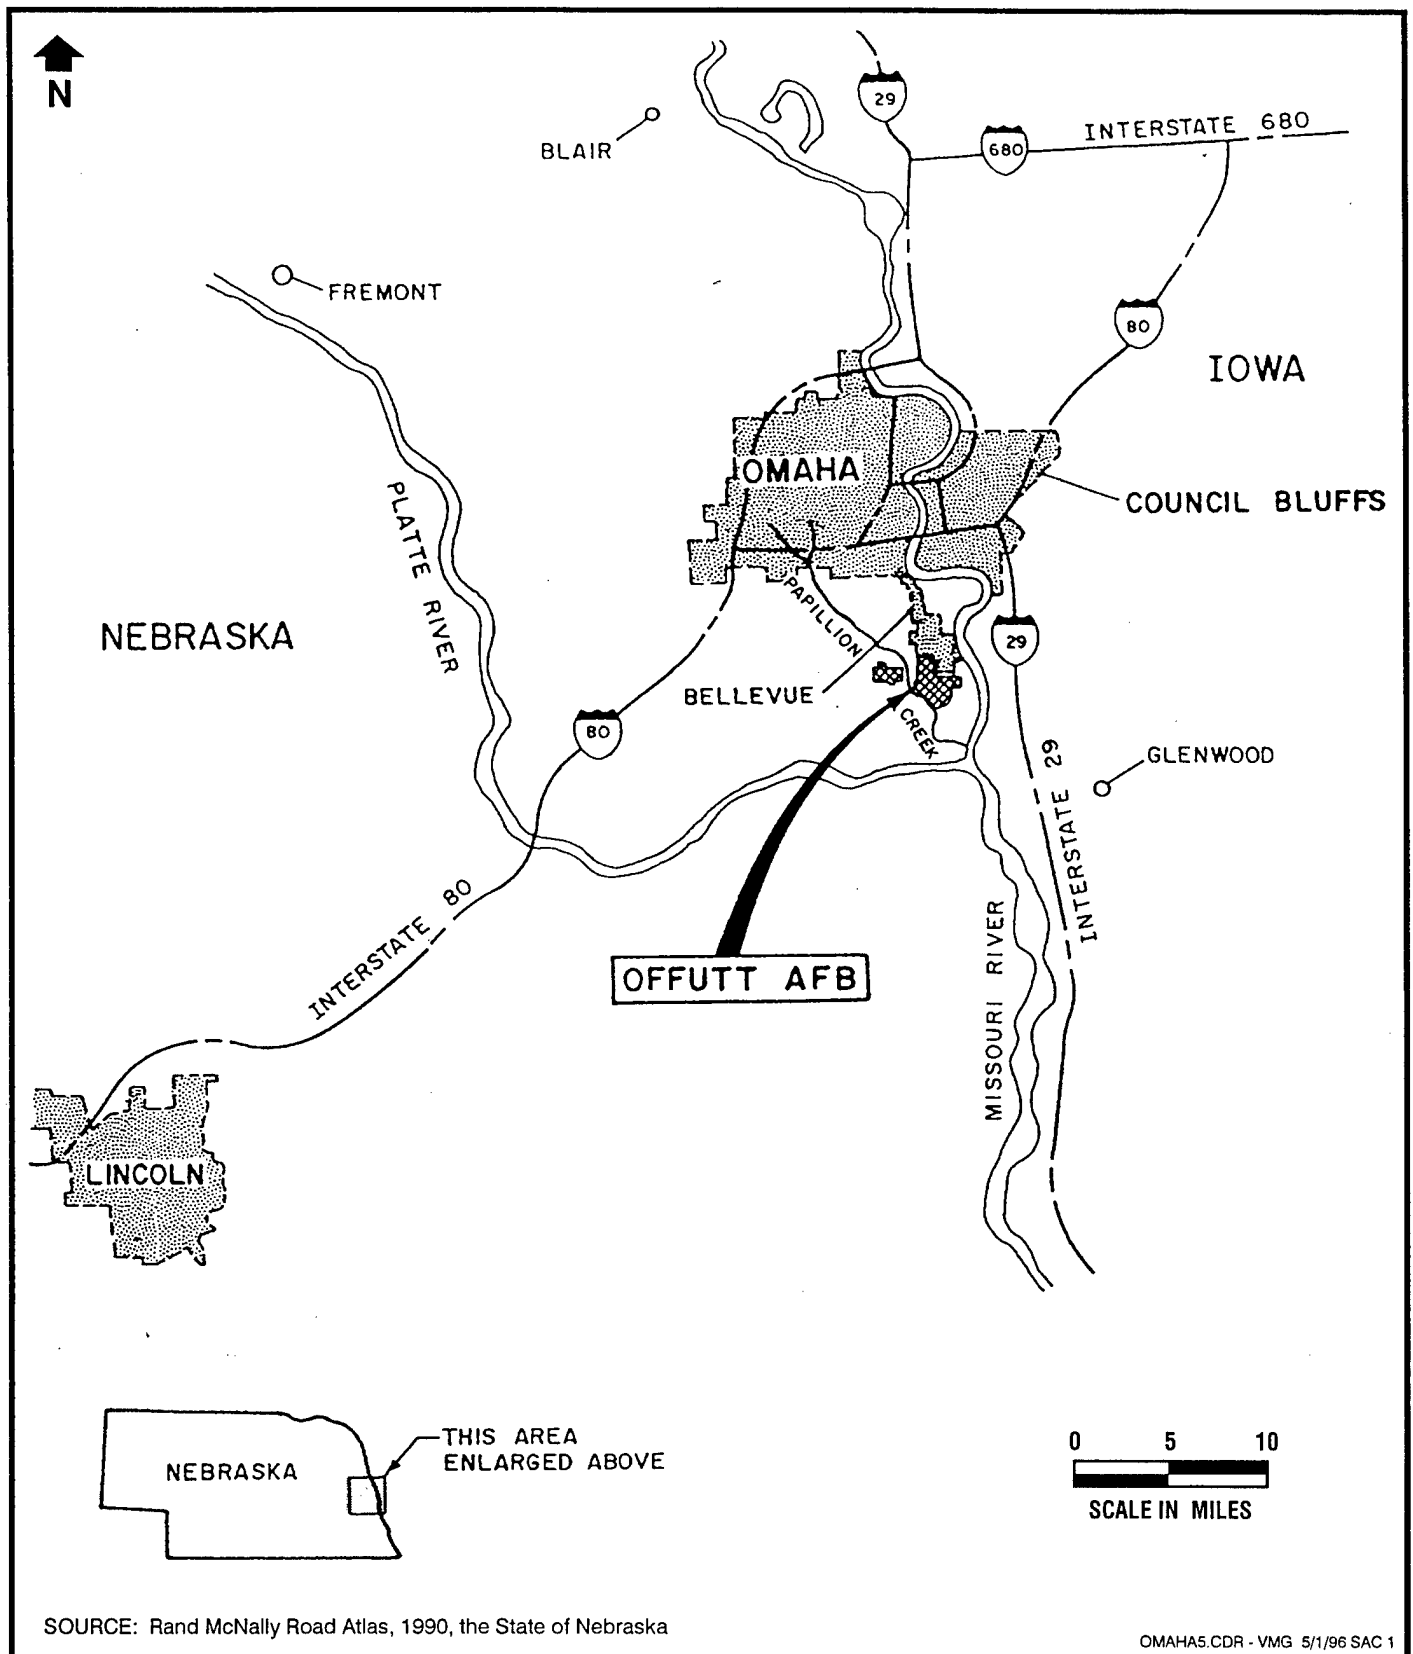 N
29
INTERSTATE 680
680
BLAIR
FREMONT
80
IOWA
OMAHA
COUNCIL BLUFFS
PLATTE RIVER
PAPILLION
NEBRASKA
29
BELLEVUE
80
CREEK
GLENWOOD
INTERSTATE 29
INTERSTATE 80
OFFUTT AFB
MISSOURI RIVER
LINCOLN
THIS AREA
ENLARGED ABOVE
NEBRASKA
0 5 10
SCALE IN MILES
SOURCE: Rand McNally Road Atlas, 1990, the State of Nebraska
OMAHA5.CDR - VMG 5/1/96 SAC 1